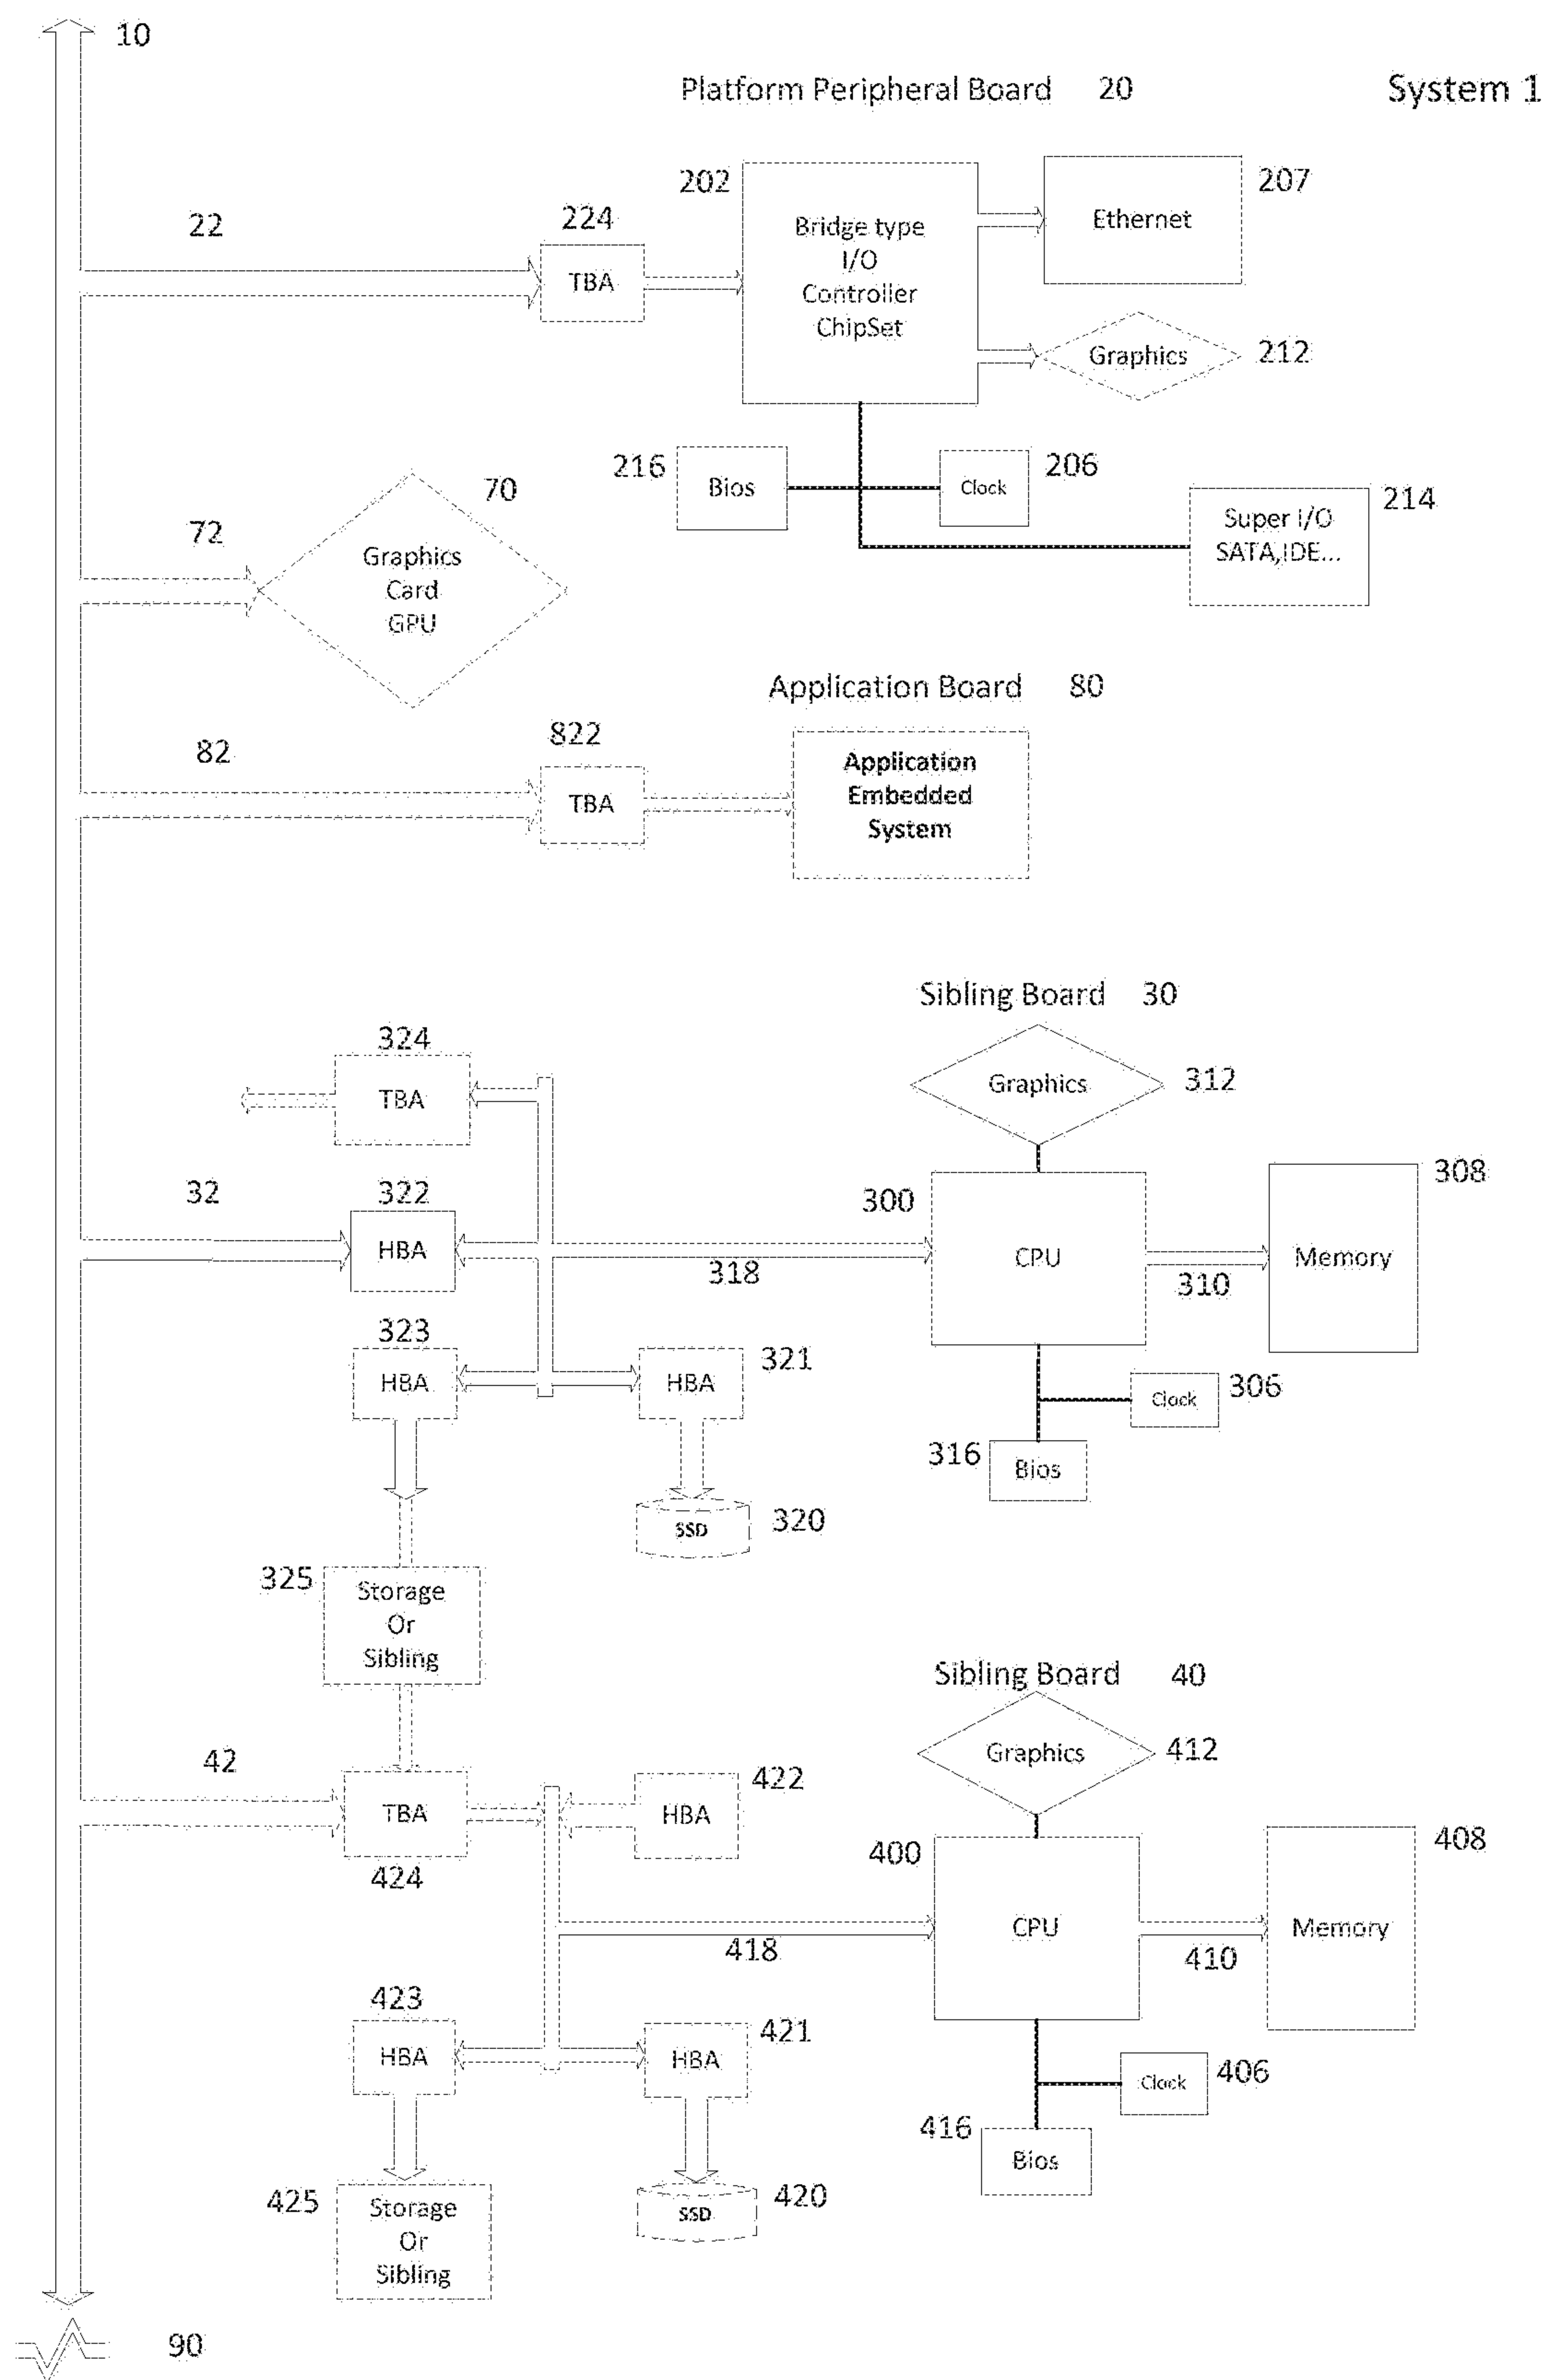 10
Platform Peripheral Board 20
System 1
202
207
Bridge type
I/O
Controller
ChipSet
Ethernet
22
224
TBA
Graphics
212
216
Bios
Clock
206
214
Super I/O
SATA,IDE...
70
72
Graphics
Card
GPU
Application Board 80
82
822
TBA
Application
Embedded
System
Sibling Board 30
324
TBA
Graphics
312
32
322
HBA
300
308
318
CPU
310
Memory
323
HBA
321
HBA
306
Clock
316
Bios
SSD
320
325
Storage
Or
Sibling
Sibling Board 40
42
TBA
424
422
HBA
Graphics
412
400
408
418
CPU
410
Memory
423
HBA
421
HBA
406
Clock
416
Bios
425
Storage
Or
Sibling
SSD
420
90